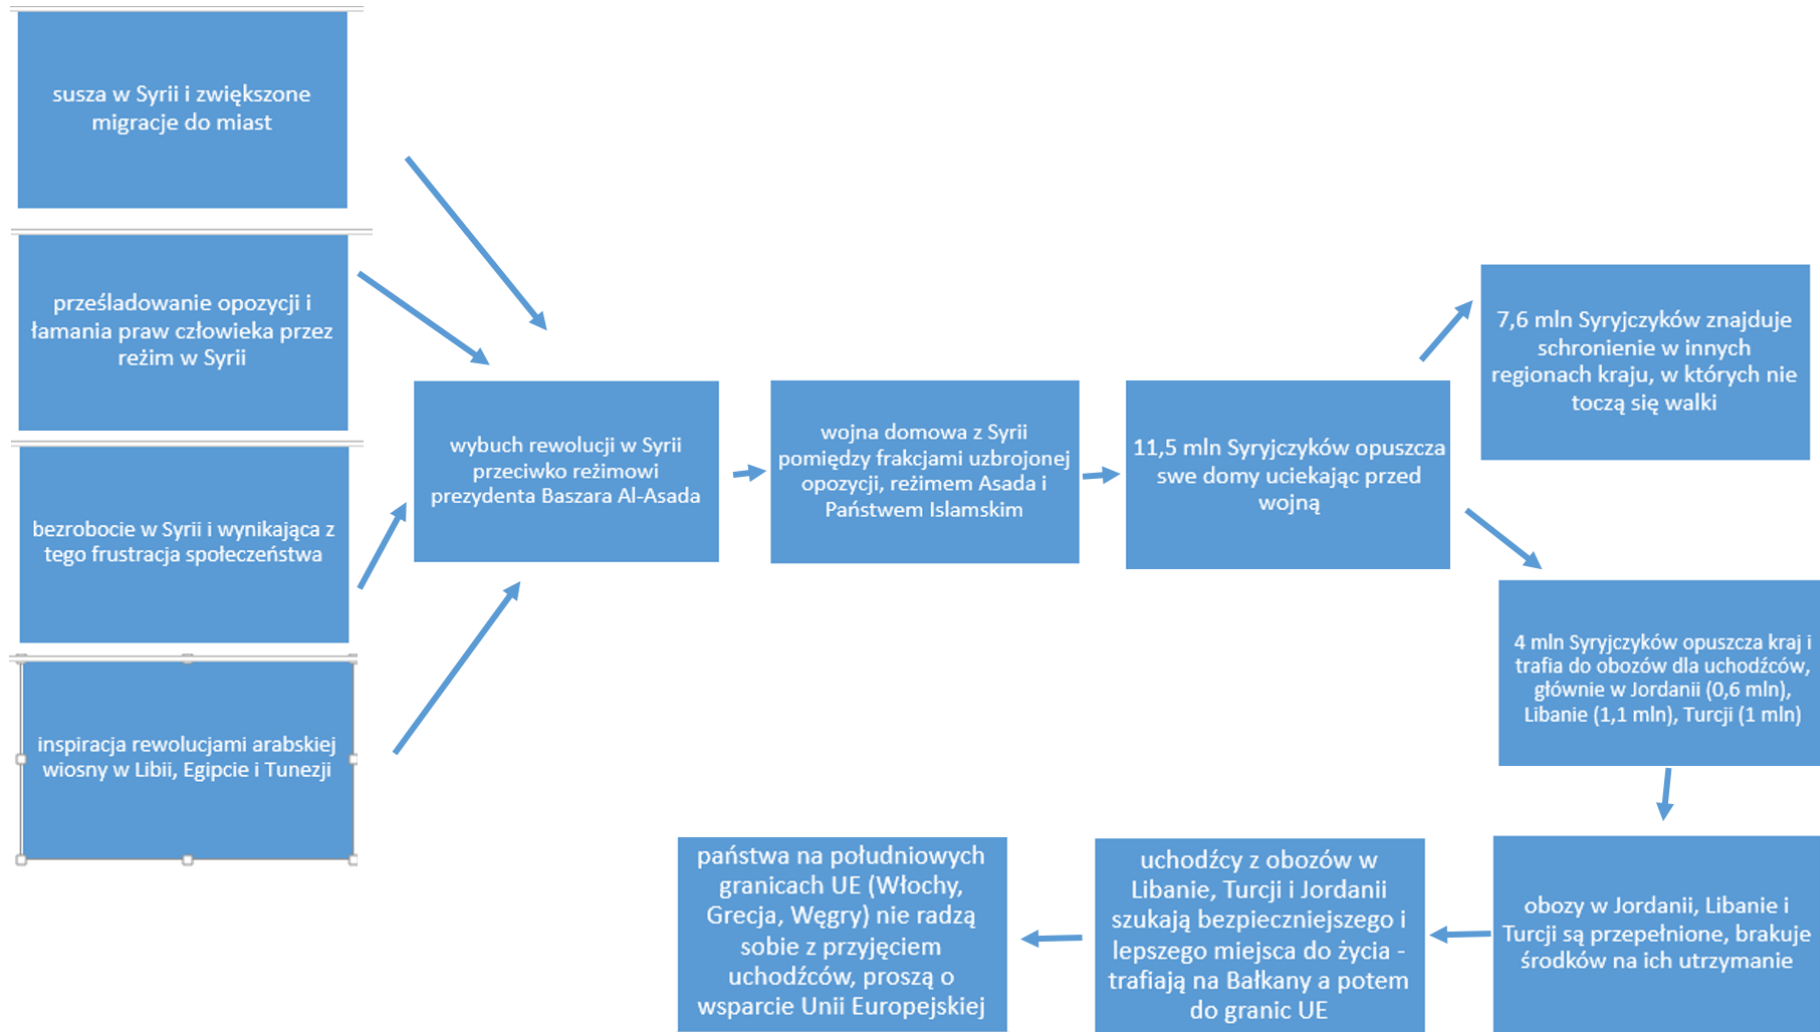 susza w Syrii i zwiększone
migracje do miast
prześladowanie opozycji i
łamania praw człowieka przez
reżim w Syrii
bezrobocie w Syrii i wynikająca z
tego frustracja społeczeństwa
inspiracja rewolucjami arabskiej
wiosny w Libii, Egipcie i Tunezji
wybuch rewolucji w Syrii
przeciwko reżimowi
prezydenta Baszara Al-Asada
wojna domowa z Syrii
pomiędzy frakcjami uzbrojonej
opozycji, reżimem Asada i
Państwem Islamskim
11,5 mln Syryjczyków opuszcza
swe domy uciekając przed
wojną
7,6 mln Syryjczyków znajduje
schronienie w innych
regionach kraju, w których nie
toczą się walki
4 mln Syryjczyków opuszcza kraj i
trafia do obozów dla uchodźców,
głównie w Jordanii (0,6 mln),
Libanie (1,1 mln), Turcji (1 mln)
obozy w Jordanii, Libanie i
Turcji są przepełnione, brakuje
środków na ich utrzymanie
uchodźcy z obozów w
Libanie, Turcji i Jordanii
szukają bezpieczniejszego i
lepszego miejsca do życia -
trafiają na Bałkany a potem
do granic UE
państwa na południowych
granicach UE (Włochy,
Grecja, Węgry) nie radzą
sobie z przyjęciem
uchodźców, proszą o
wsparcie Unii Europejskiej